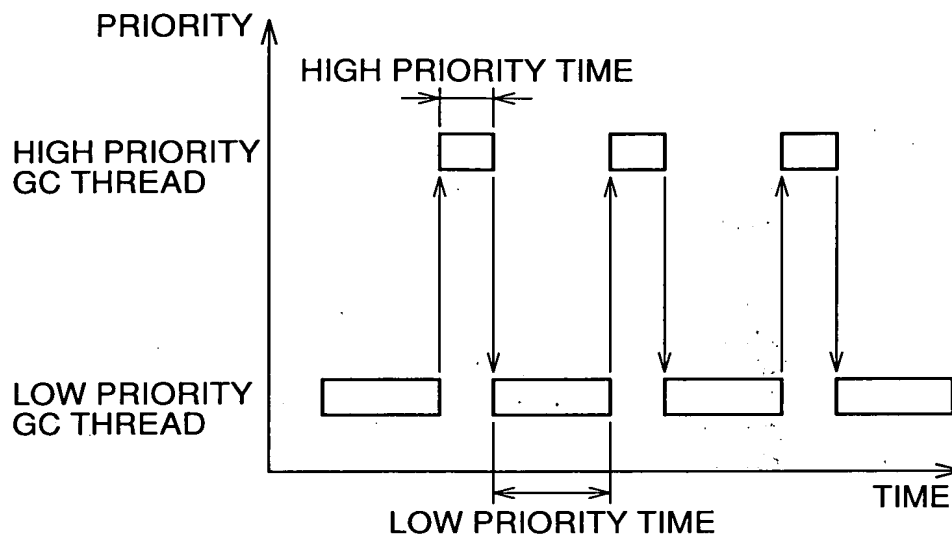 PRIORITY
HIGH PRIORITY TIME
HIGH PRIORITY
GC THREAD
LOW PRIORITY
GC THREAD
TIME
LOW PRIORITY TIME